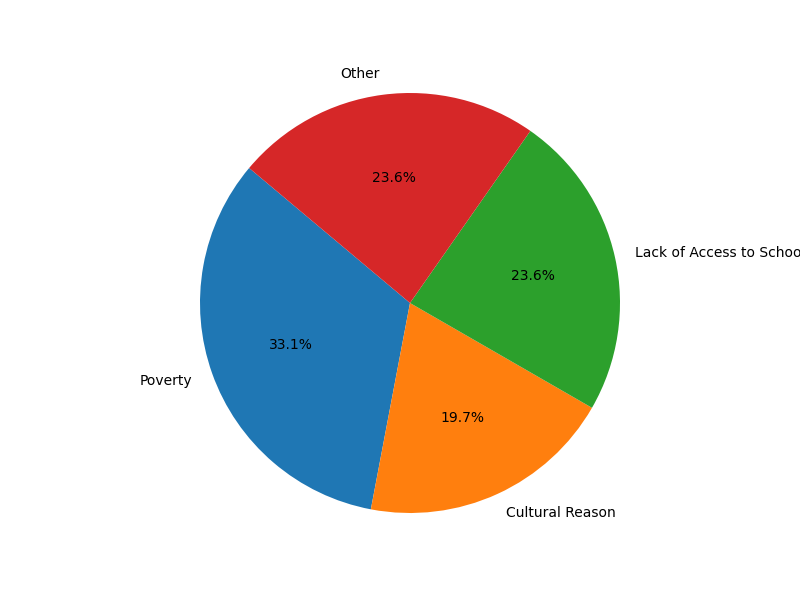 Other
23.6%
Lack of Access to Schoo
23.6%
33.1%
Poverty
19.7%
Cultural Reason